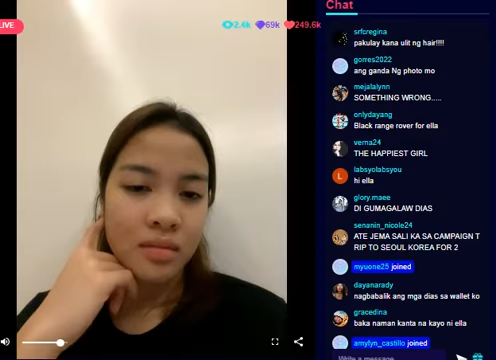 LIVE
2.4k 69k 249.6k
Chat
srfcregina
pakulay kana ulit ng hair!!!!!
gorres2022
ang ganda Ng photo mo
mejalalynn
SOMETHING WRONG.....
onlydayang
Black range rover for ella
verna24
THE HAPPIEST GIRL
labsyolabsyou
L
hi ella
glory.maee
DI GUMAGALAW DIAS
senanin_nicole24
ATE JEMA SALI KA SA CAMPAIGN T
RIP TO SEOUL KOREA FOR 2
myuone25 joined
dayanarady
nagbabalik ang mga dias sa wallet ko
gracedina
baka naman kanta na kayo ni ella
amylyn_castillo joined
Write a message